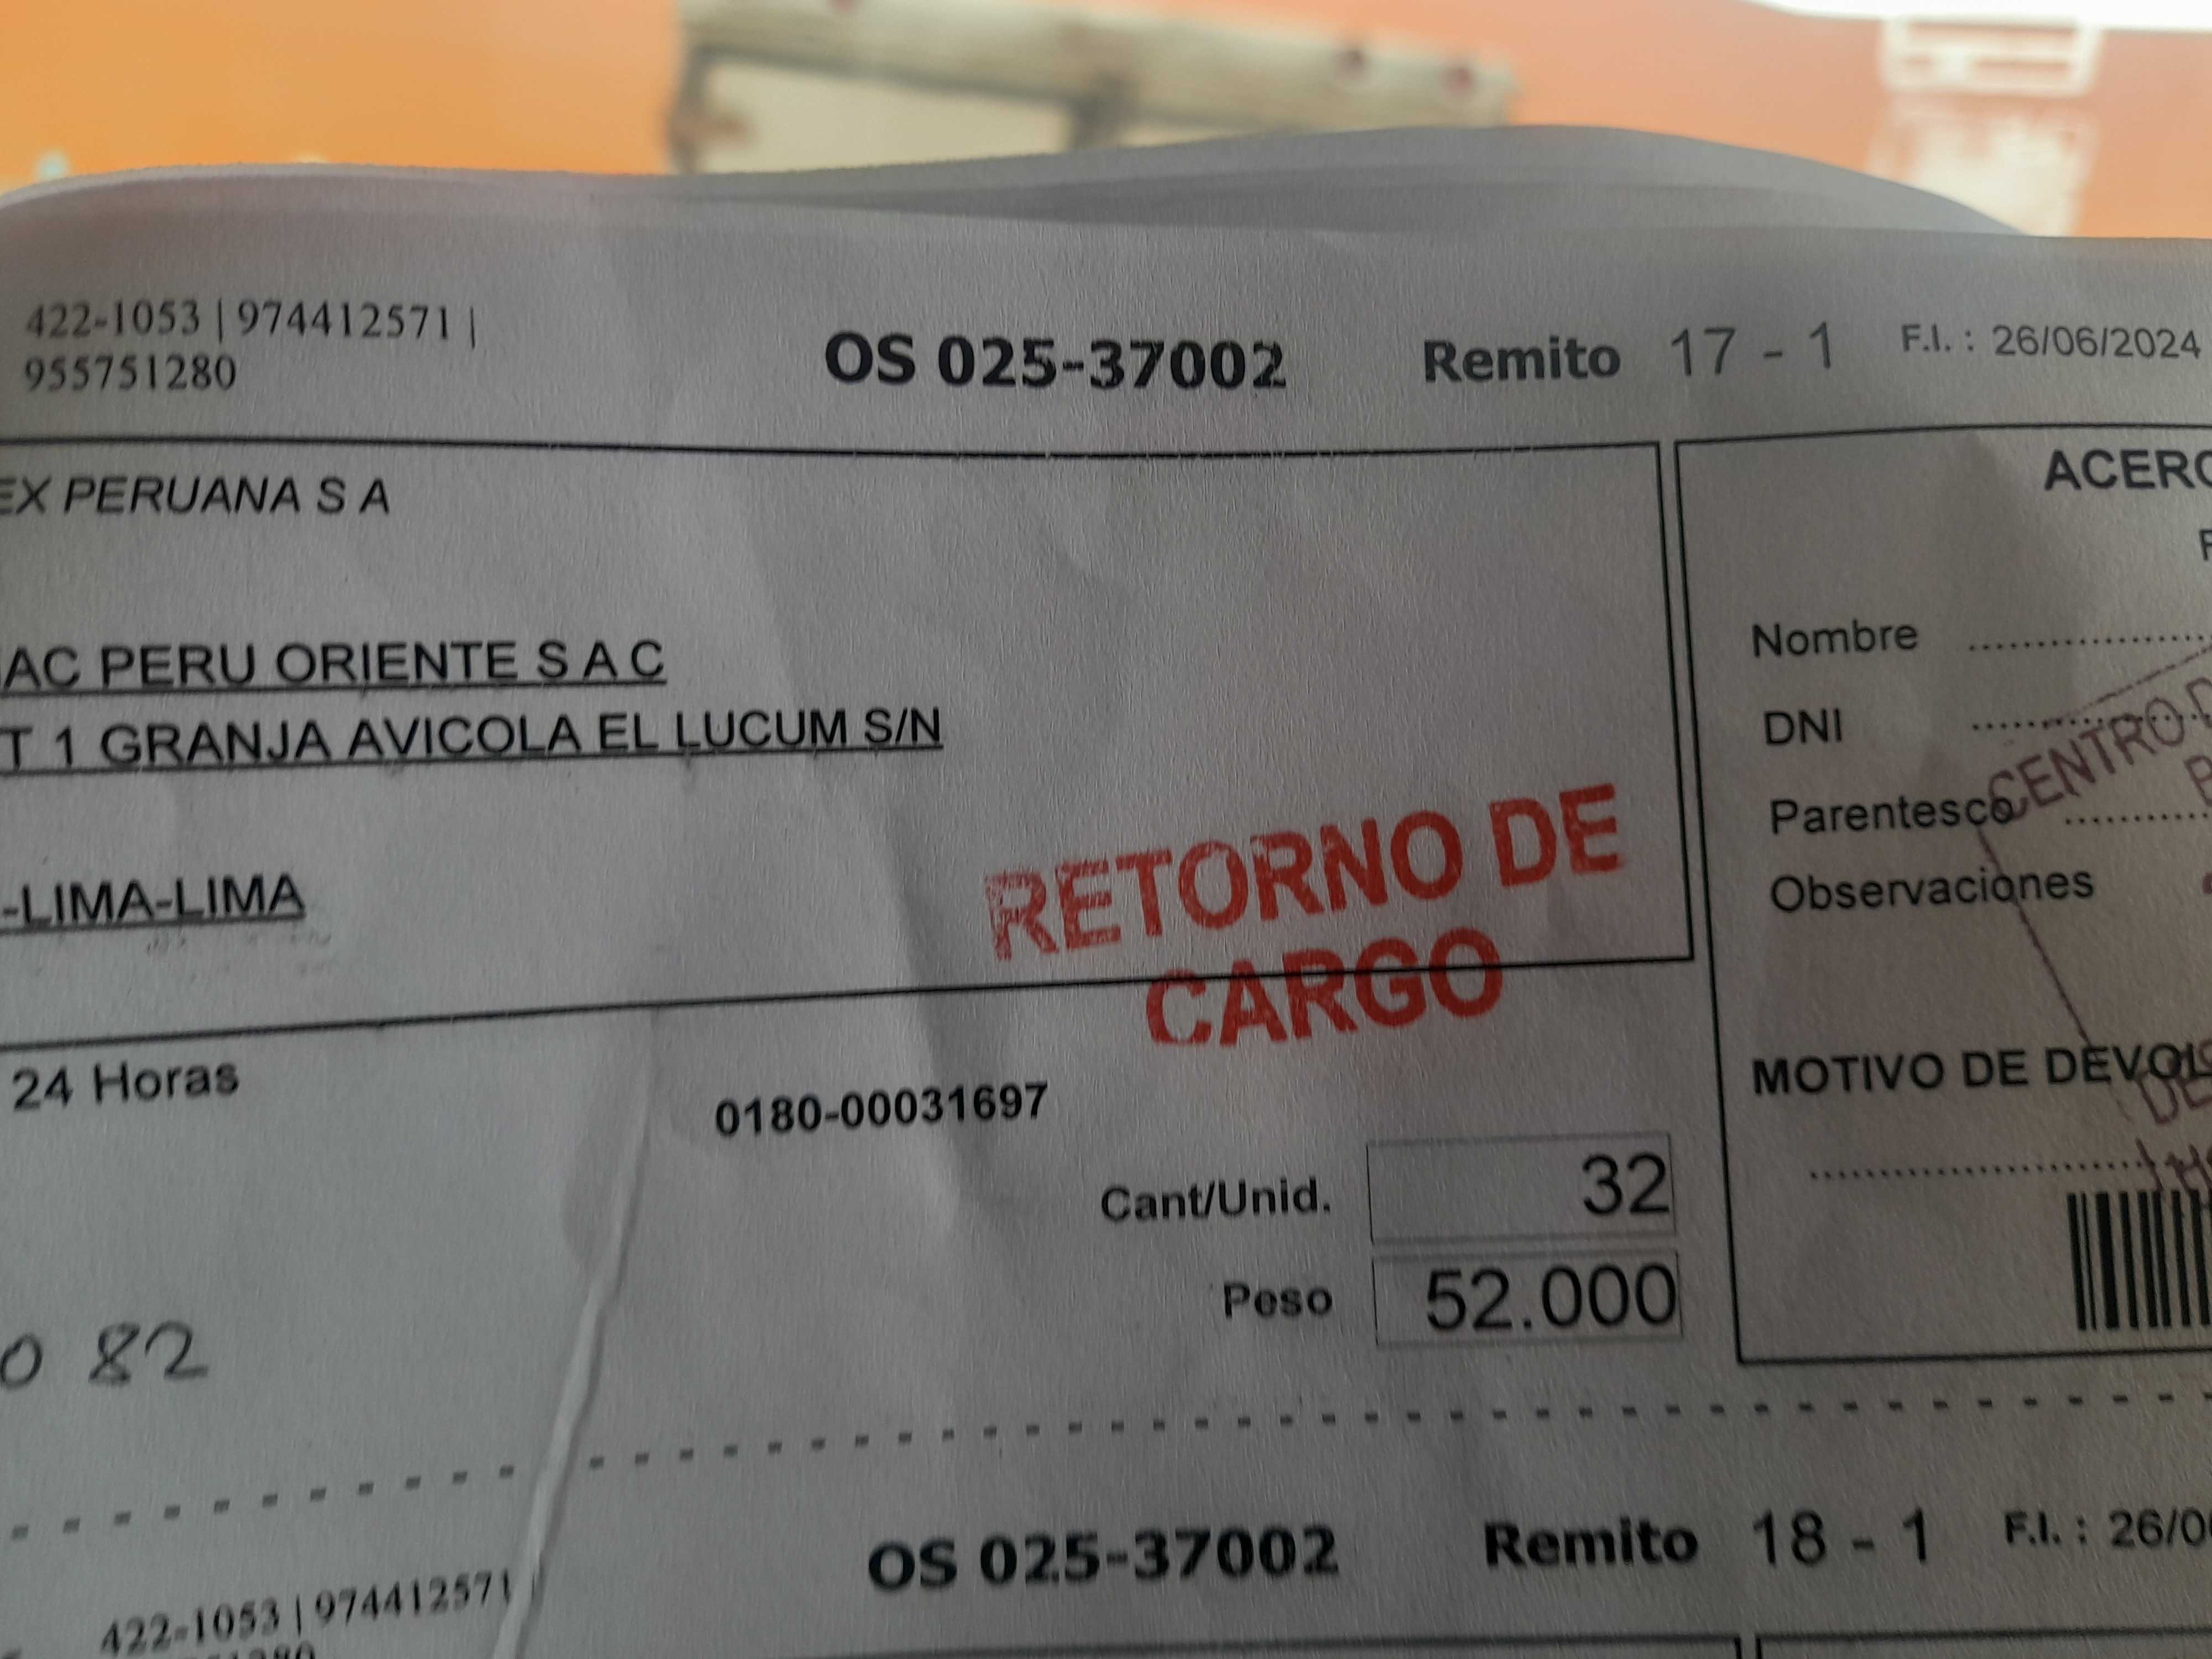 422-1053 | 974412571 |
955751280
OS 025-37002 Remito 17 - 1 F.I. : 26/06/2024
EX PERUANA S A
AC PERU ORIENTE S A C
T 1 GRANJA AVICOLA EL LUCUM S/N
-LIMA-LIMA
RETORNO DE
CARGO
24 Horas
0180-00031697
Cant/Unid. 32
Peso 52.000
0 82
ACERC
Nombre
DNI
Parentesco
Observaciones
CENTRO D
MOTIVO DE DEVOL
DE
OS 025-37002 Remito 18 - 1 F.I. : 26/0
422-1053 | 974412571